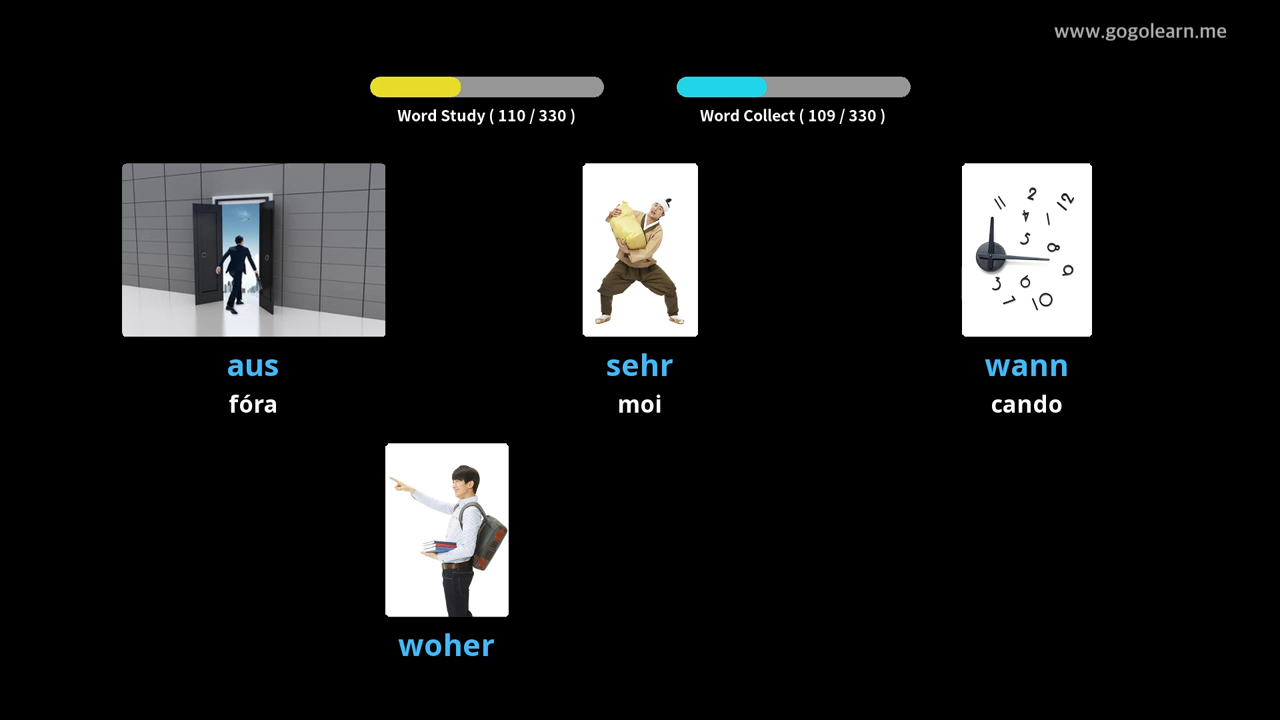 www.gogolearn.me
Word Study ( 110 / 330 )
Word Collect ( 109 / 330 )
aus
sehr
wann
fóra
moi
cando
woher